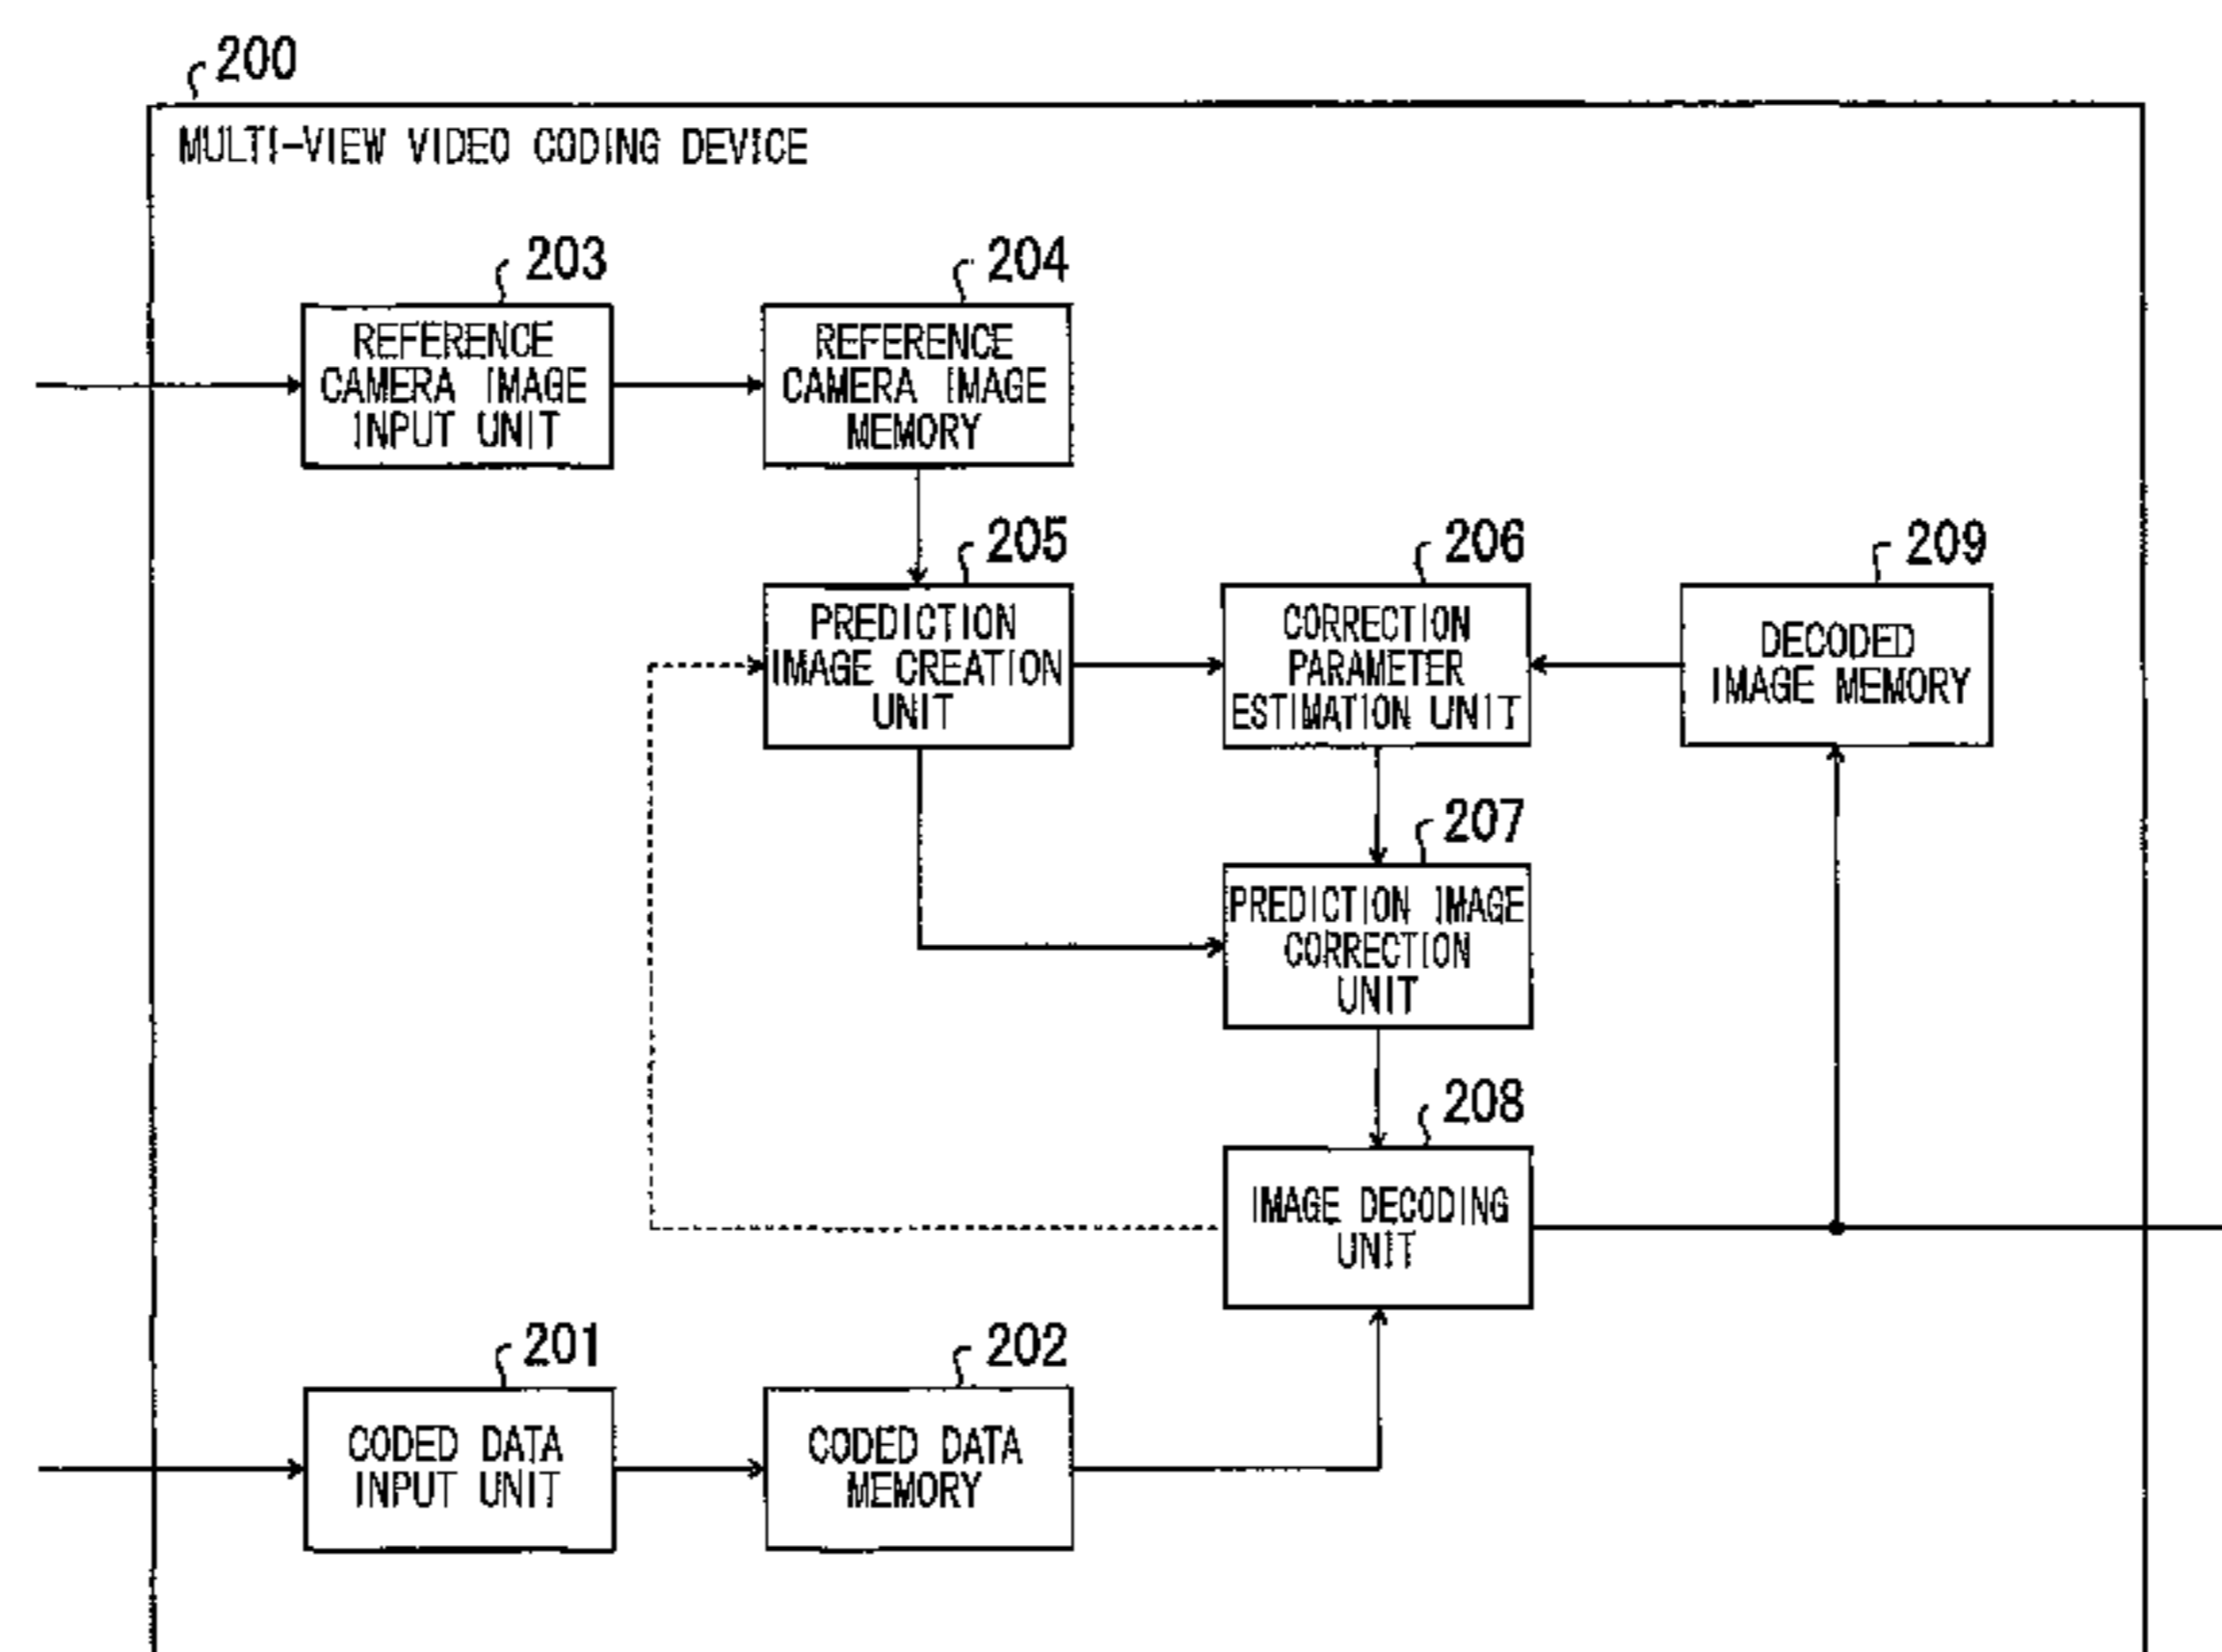 200
MULTI-VIEW VIDEO CODING DEVICE
203
REFERENCE
CAMERA IMAGE
INPUT UNIT
204
REFERENCE
CAMERA IMAGE
MEMORY
205
PREDICTION
IMAGE CREATION
UNIT
206
CORRECTION
PARAMETER
ESTIMATION UNIT
209
DECODED
IMAGE MEMORY
207
PREDICTION IMAGE
CORRECTION
UNIT
208
IMAGE DECODING
UNIT
201
CODED DATA
INPUT UNIT
202
CODED DATA
MEMORY